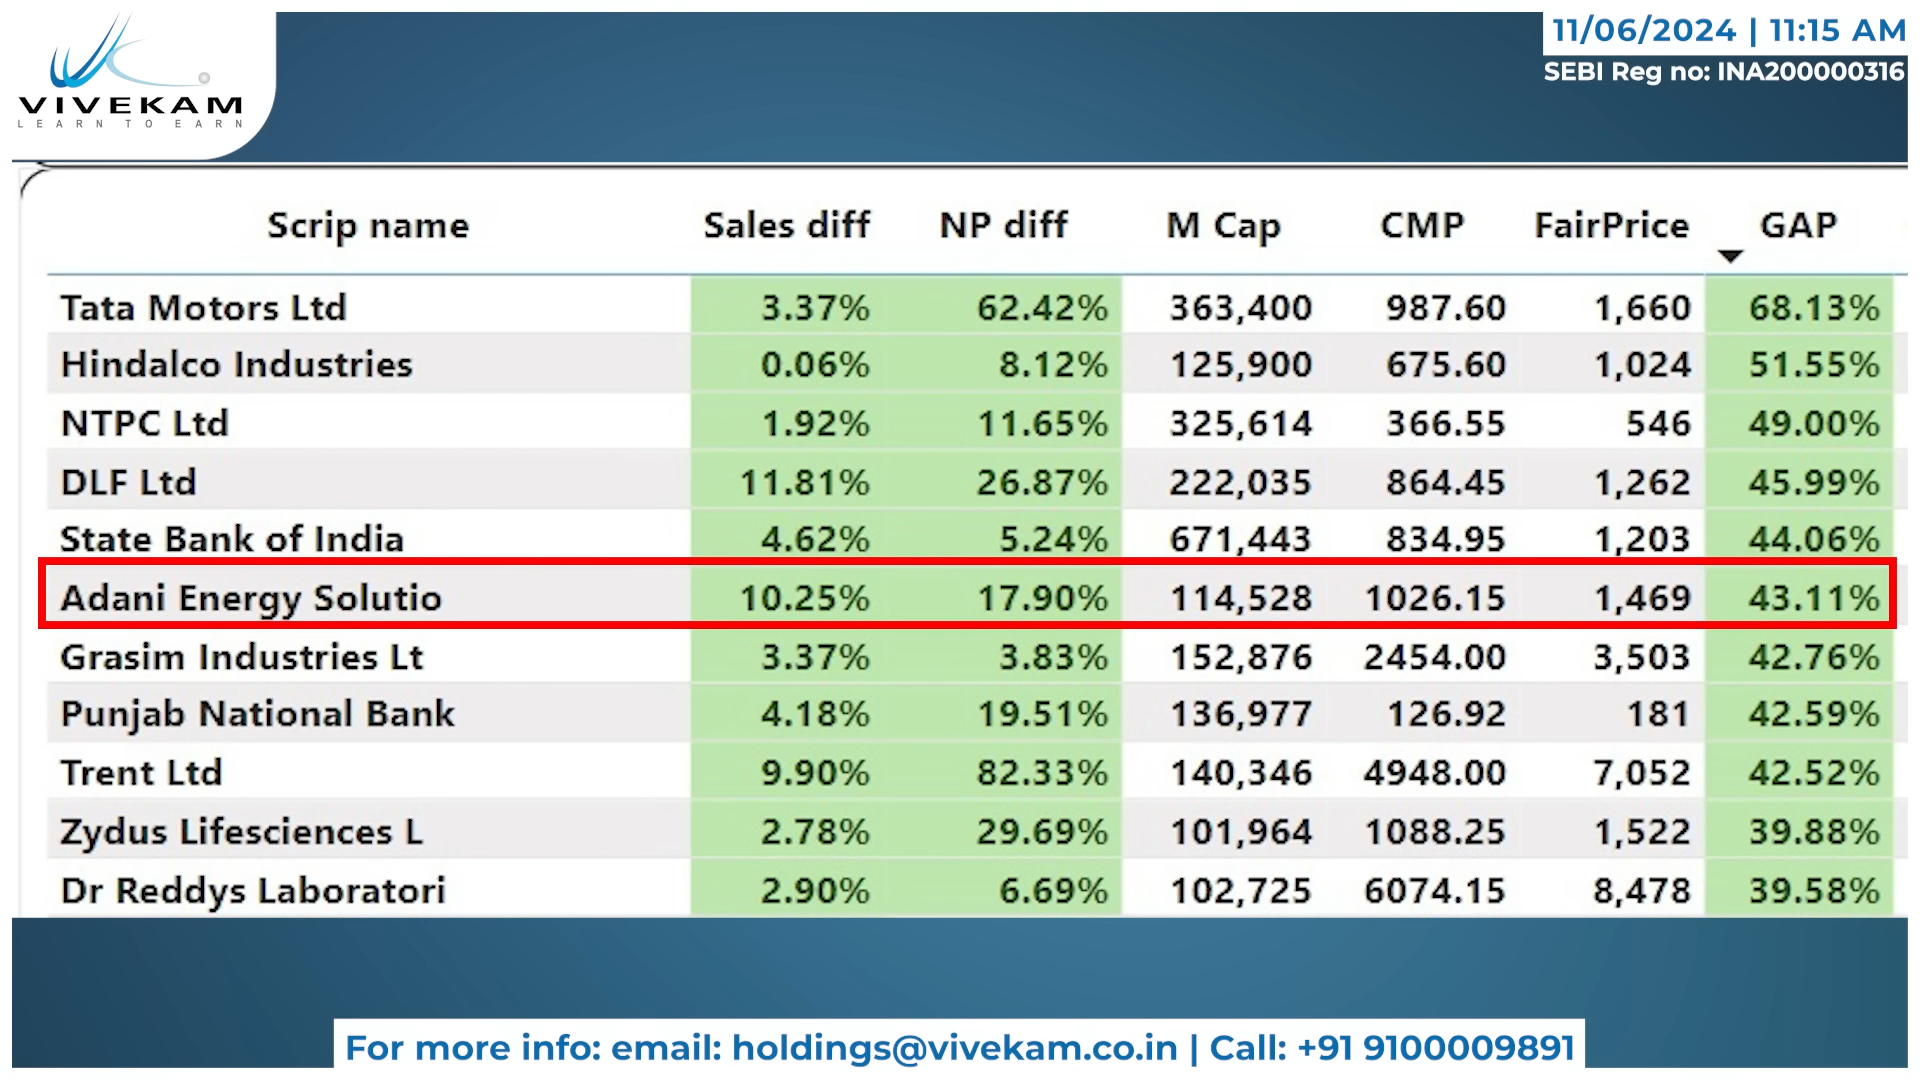 VIVEKAM
LEARN TO EARN
11/06/2024 | 11:15 AM
SEBI Reg no: INA200000316
Scrip name Sales diff NP diff M Cap CMP FairPrice GAP
Tata Motors Ltd 3.37% 62.42% 363,400 987.60 1,660 68.13%
Hindalco Industries 0.06% 8.12% 125,900 675.60 1,024 51.55%
NTPC Ltd 1.92% 11.65% 325,614 366.55 546 49.00%
DLF Ltd 11.81% 26.87% 222,035 864.45 1,262 45.99%
State Bank of India 4.62% 5.24% 671,443 834.95 1,203 44.06%
Adani Energy Solutio 10.25% 17.90% 114,528 1026.15 1,469 43.11%
Grasim Industries Lt 3.37% 3.83% 152,876 2454.00 3,503 42.76%
Punjab National Bank 4.18% 19.51% 136,977 126.92 181 42.59%
Trent Ltd 9.90% 82.33% 140,346 4948.00 7,052 42.52%
Zydus Lifesciences L 2.78% 29.69% 101,964 1088.25 1,522 39.88%
Dr Reddys Laboratori 2.90% 6.69% 102,725 6074.15 8,478 39.58%
For more info: email: holdings@vivekam.co.in | Call: +91 9100009891